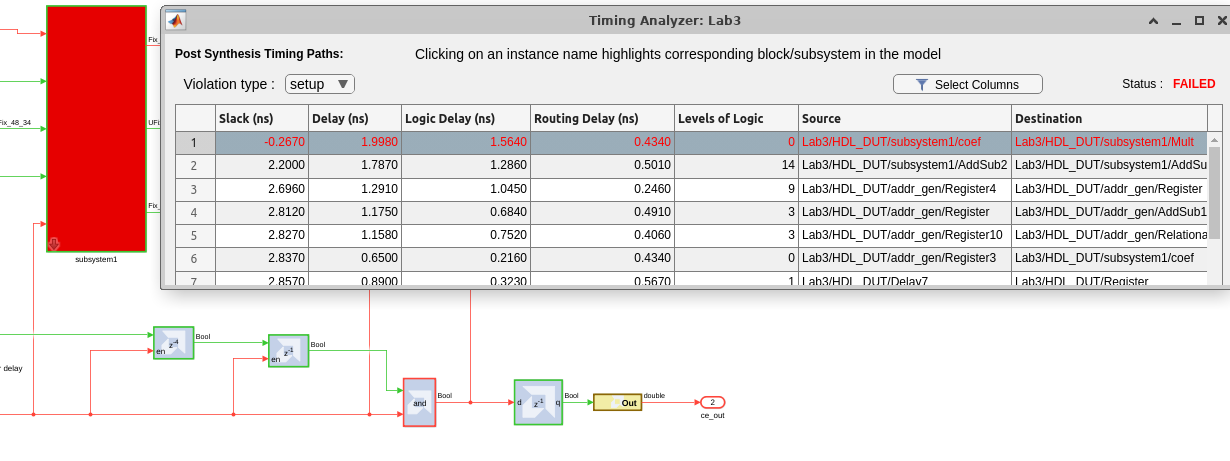 Timing Analyzer: Lab3
Post Synthesis Timing Paths:
Clicking on an instance name highlights corresponding block/subsystem in the model
Violation type :
setup
Select Columns
Status : FAILED
Slack (ns) Delay (ns) Logic Delay (ns) Routing Delay (ns) Levels of Logic Source Destination
1 -0.2670 1.9980 1.5640 0.4340 0 Lab3/HDL_DUT/subsystem1/coef Lab3/HDL_DUT/subsystem1/Mult
2 2.2000 1.7870 1.2860 0.5010 14 Lab3/HDL_DUT/subsystem1/AddSub2 Lab3/HDL_DUT/subsystem1/AddSu
3 2.6960 1.2910 1.0450 0.2460 9 Lab3/HDL_DUT/addr_gen/Register4 Lab3/HDL_DUT/addr_gen/Register
4 2.8120 1.1750 0.6840 0.4910 3 Lab3/HDL_DUT/addr_gen/Register Lab3/HDL_DUT/addr_gen/AddSub1
5 2.8270 1.1580 0.7520 0.4060 3 Lab3/HDL_DUT/addr_gen/Register10 Lab3/HDL_DUT/addr_gen/Relationa
6 2.8370 0.6500 0.2160 0.4340 0 Lab3/HDL_DUT/addr_gen/Register3 Lab3/HDL_DUT/subsystem1/coef
7 2.8570 0.8900 0.3230 0.5670 1 Lab3/HDL_DUT/Delay7 Lab3/HDL_DUT/Register
Fix_
Fix_48_34
UFi
Fix_
subsystem1
z-4
en
Bool
z-1
en
Bool
r delay
and
Bool
d
z-1
q
Bool
Out
double
2
ce_out